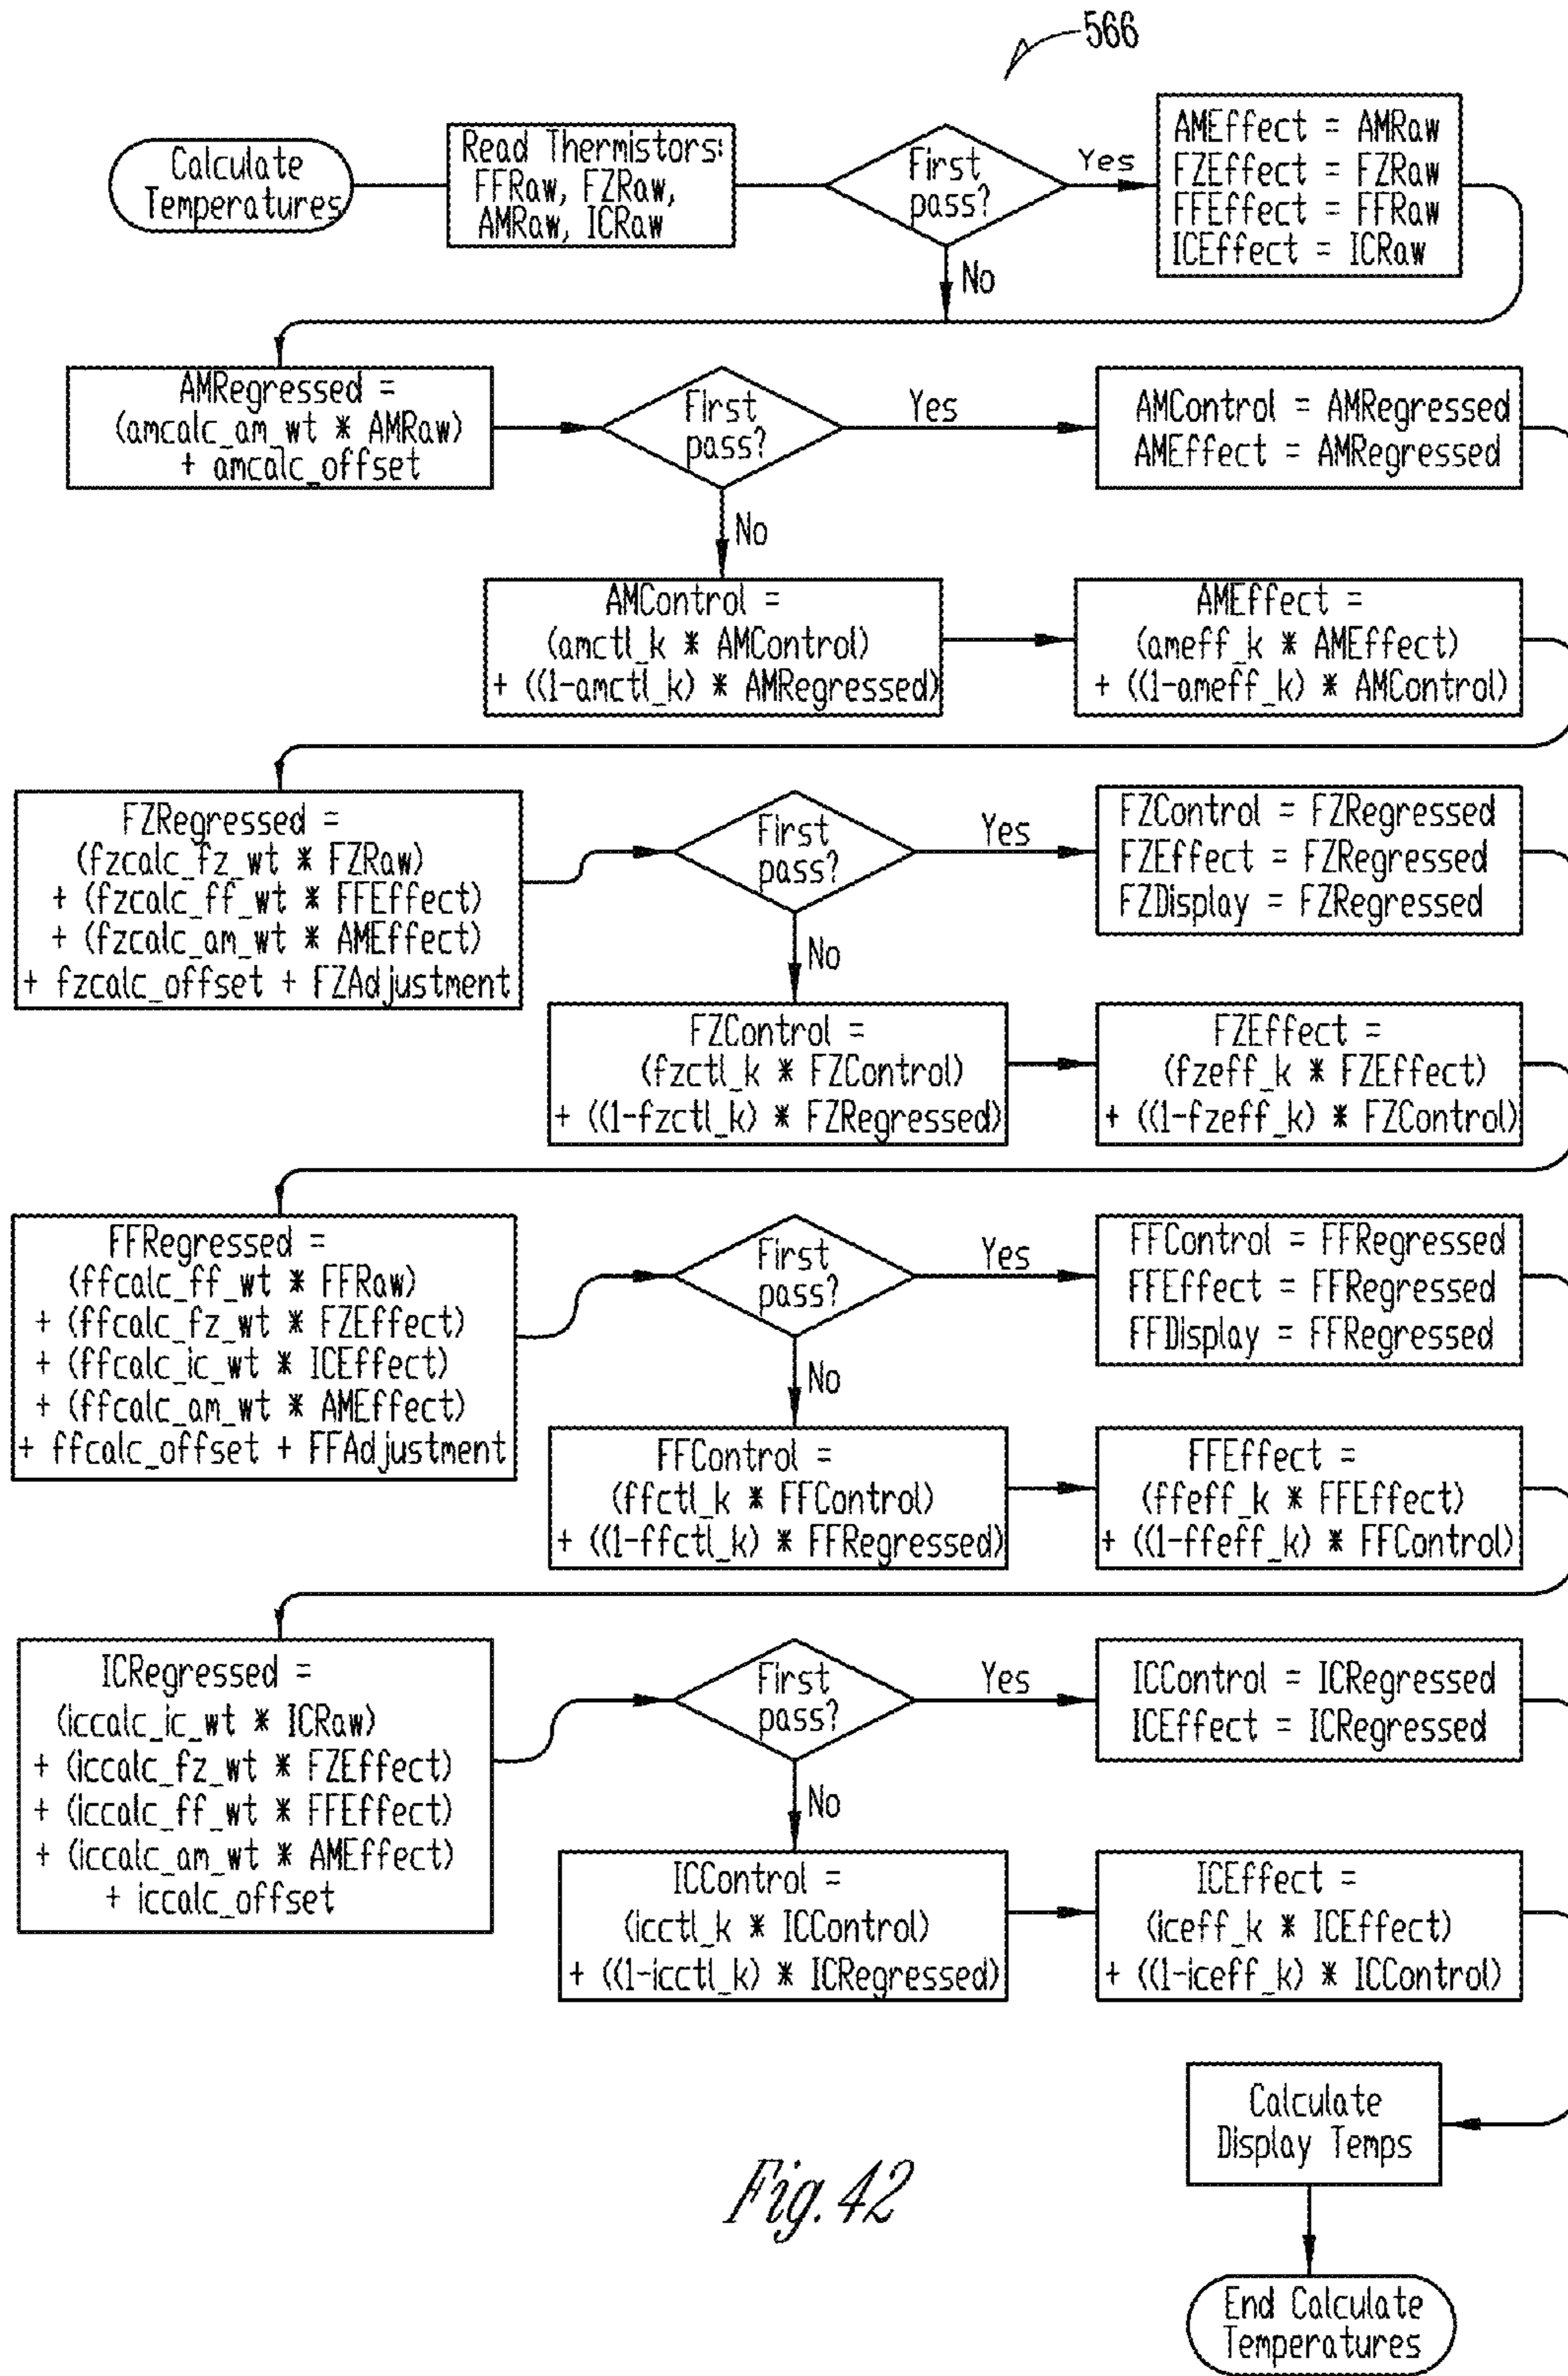 566
Calculate
Temperatures
Read Thermistors:
FFRaw, FZRaw,
AMRaw, ICRaw
First
pass?
Yes
No
AMEffect = AMRaw
FZEffect = FZRaw
FFEffect = FFRaw
ICEffect = ICRaw
AMRegressed =
(amcalc_am_wt * AMRaw)
+ amcalc_offset
First
pass?
Yes
No
AMControl = AMRegressed
AMEffect = AMRegressed
AMControl =
(amctl_k * AMControl)
+ ((1-amctl_k) * AMRegressed)
AMEffect =
(ameff_k * AMEffect)
+ ((1-ameff_k) * AMControl)
FZRegressed =
(fzcalc_fz_wt * FZRaw)
+ (fzcalc_ff_wt * FFEffect)
+ (fzcalc_am_wt * AMEffect)
+ fzcalc_offset + FZAdjustment
First
pass?
Yes
No
FZControl = FZRegressed
FZEffect = FZRegressed
FZDisplay = FZRegressed
FZControl =
(fzctl_k * FZControl)
+ ((1-fzctl_k) * FZRegressed)
FZEffect =
(fzeff_k * FZEffect)
+ ((1-fzeff_k) * FZControl)
FFRegressed =
(ffcalc_ff_wt * FFRaw)
+ (ffcalc_fz_wt * FZEffect)
+ (ffcalc_ic_wt * ICEffect)
+ (ffcalc_am_wt * AMEffect)
+ ffcalc_offset + FFAdjustment
First
pass?
Yes
No
FFControl = FFRegressed
FFEffect = FFRegressed
FFDisplay = FFRegressed
FFControl =
(ffctl_k * FFControl)
+ ((1-ffctl_k) * FFRegressed)
FFEffect =
(ffeff_k * FFEffect)
+ ((1-ffeff_k) * FFControl)
ICRegressed =
(iccalc_ic_wt * ICRaw)
+ (iccalc_fz_wt * FZEffect)
+ (iccalc_ff_wt * FFEffect)
+ (iccalc_am_wt * AMEffect)
+ iccalc_offset
First
pass?
Yes
No
ICControl = ICRegressed
ICEffect = ICRegressed
ICControl =
(icctl_k * ICControl)
+ ((1-icctl_k) * ICRegressed)
ICEffect =
(iceff_k * ICEffect)
+ ((1-iceff_k) * ICControl)
Calculate
Display Temps
End Calculate
Temperatures
Fig. 42